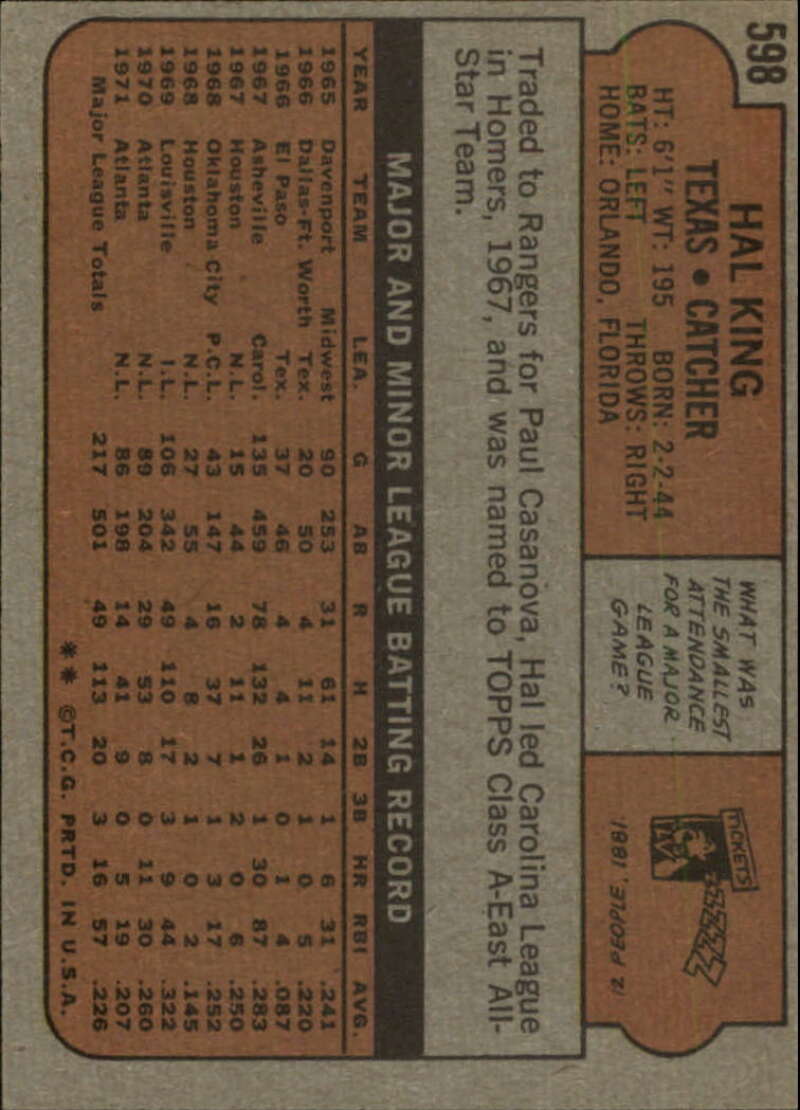 598
HAL KING
TEXAS • CATCHER
HT: 6'1" WT: 195 BORN: 2-2-44
BATS: LEFT THROWS: RIGHT
HOME: ORLANDO, FLORIDA
WHAT WAS
THE SMALLEST
ATTENDANCE
FOR A MAJOR
LEAGUE
GAME?
TICKETS
12 PEOPLE, 1881
Traded to Rangers for Paul Casanova, Hal led Carolina League
in Homers, 1967, and was named to TOPPS Class A-East All-
Star Team.
MAJOR AND MINOR LEAGUE BATTING RECORD
YEAR TEAM LEA. G AB R H 2B 3B HR RBI AVG.
1965 Davenport Midwest 90 253 31 61 14 1 6 31 .241
1966 Dallas-Ft. Worth Tex. 20 50 4 11 2 1 0 5 .220
1966 El Paso Tex. 37 46 4 4 1 0 1 4 .087
1967 Asheville Carol. 135 459 78 132 26 1 30 87 .283
1967 Houston N.L. 15 44 2 11 1 2 0 6 .250
1968 Oklahoma City P.C.L. 43 147 16 37 7 1 3 17 .252
1968 Houston N.L. 27 55 4 8 2 1 0 2 .145
1969 Louisville I.L. 106 342 49 110 17 3 9 44 .322
1970 Atlanta N.L. 89 204 29 53 8 0 11 30 .260
1971 Atlanta N.L. 86 198 14 41 9 0 5 19 .207
Major League Totals 217 501 49 113 20 3 16 57 .226
** ©T.C.G. PRTD. IN U.S.A.